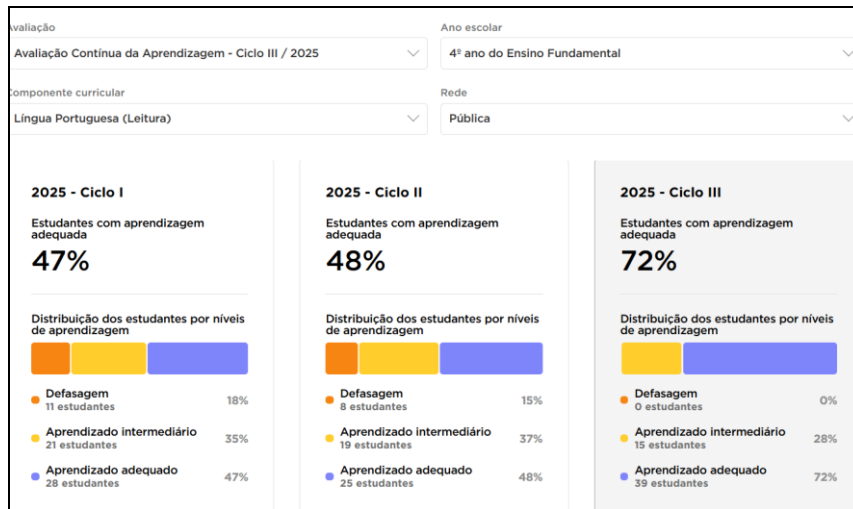 Avaliação
Ano escolar
Avaliação Contínua da Aprendizagem - Ciclo III / 2025
4º ano do Ensino Fundamental
Componente curricular
Rede
Língua Portuguesa (Leitura)
Pública
2025 - Ciclo I
Estudantes com aprendizagem
adequada
47%
Distribuição dos estudantes por níveis
de aprendizagem
Defasagem
11 estudantes
18%
Aprendizado intermediário
21 estudantes
35%
Aprendizado adequado
28 estudantes
47%
2025 - Ciclo II
Estudantes com aprendizagem
adequada
48%
Distribuição dos estudantes por níveis
de aprendizagem
Defasagem
8 estudantes
15%
Aprendizado intermediário
19 estudantes
37%
Aprendizado adequado
25 estudantes
48%
2025 - Ciclo III
Estudantes com aprendizagem
adequada
72%
Distribuição dos estudantes por níveis
de aprendizagem
Defasagem
0 estudantes
0%
Aprendizado intermediário
15 estudantes
28%
Aprendizado adequado
39 estudantes
72%